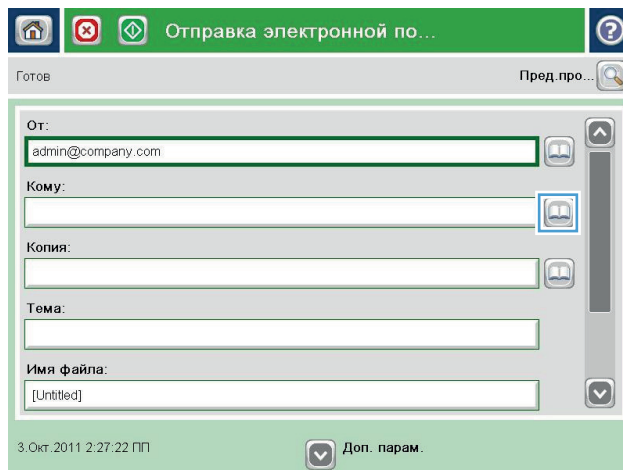 Отправка электронной по...
Готов
Пред.про...
От:
admin@company.com
Кому:
Копия:
Тема:
Имя файла:
[Untitled]
3.Окт.2011 2:27:22 ПП
Доп. парам.